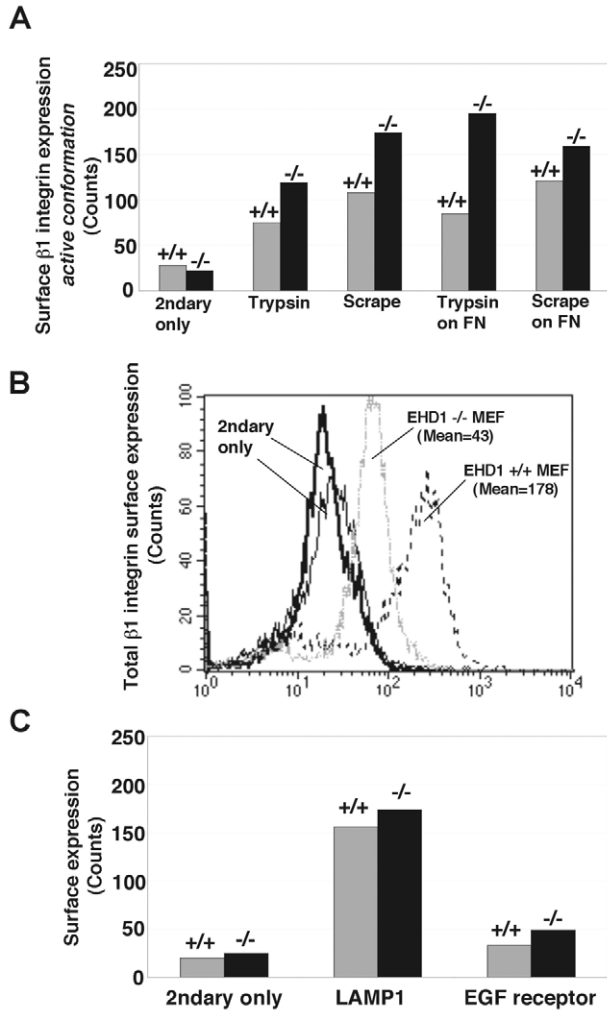 A
Surface β1 integrin expression
active conformation
(Counts)
250
200
150
100
50
0
+/+
-/-
+/+
-/-
+/+
-/-
+/+
-/-
+/+
-/-
2ndary
only
Trypsin
Scrape
Trypsin
on FN
Scrape
on FN
B
Total β1 integrin surface expression
(Counts)
100
80
60
40
20
0
2ndary
only
EHD1 -/- MEF
(Mean=43)
EHD1 +/+ MEF
(Mean=178)
10⁰
10¹
10²
10³
10⁴
C
Surface expression
(Counts)
250
200
150
100
50
0
+/+
-/-
+/+
-/-
+/+
-/-
2ndary only
LAMP1
EGF receptor